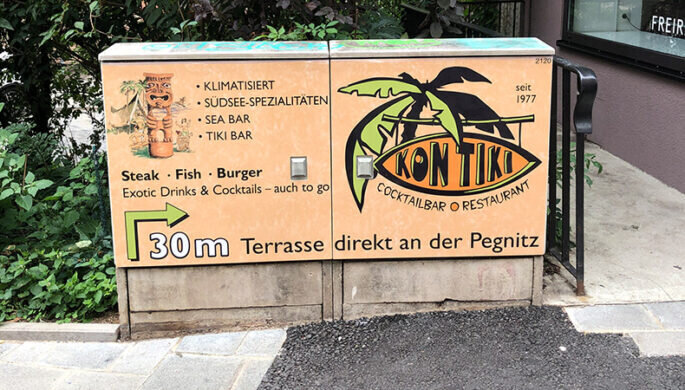 • KLIMATISIERT
• SÜDSEE-SPEZIALITÄTEN
• SEA BAR
• TIKI BAR
Steak · Fish · Burger
Exotic Drinks & Cocktails – auch to go
30m Terrasse direkt an der Pegnitz
2120
seit
1977
KON TIKI
COCKTAILBAR RESTAURANT
FREIR